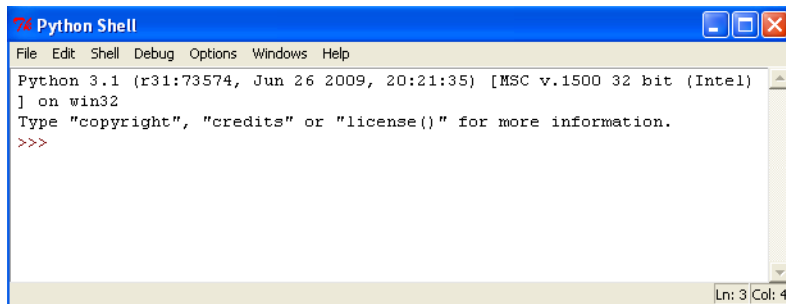 Python Shell
File Edit Shell Debug Options Windows Help
Python 3.1 (r31:73574, Jun 26 2009, 20:21:35) [MSC v.1500 32 bit (Intel)
] on win32
Type "copyright", "credits" or "license()" for more information.
>>>
Ln: 3 Col: 4